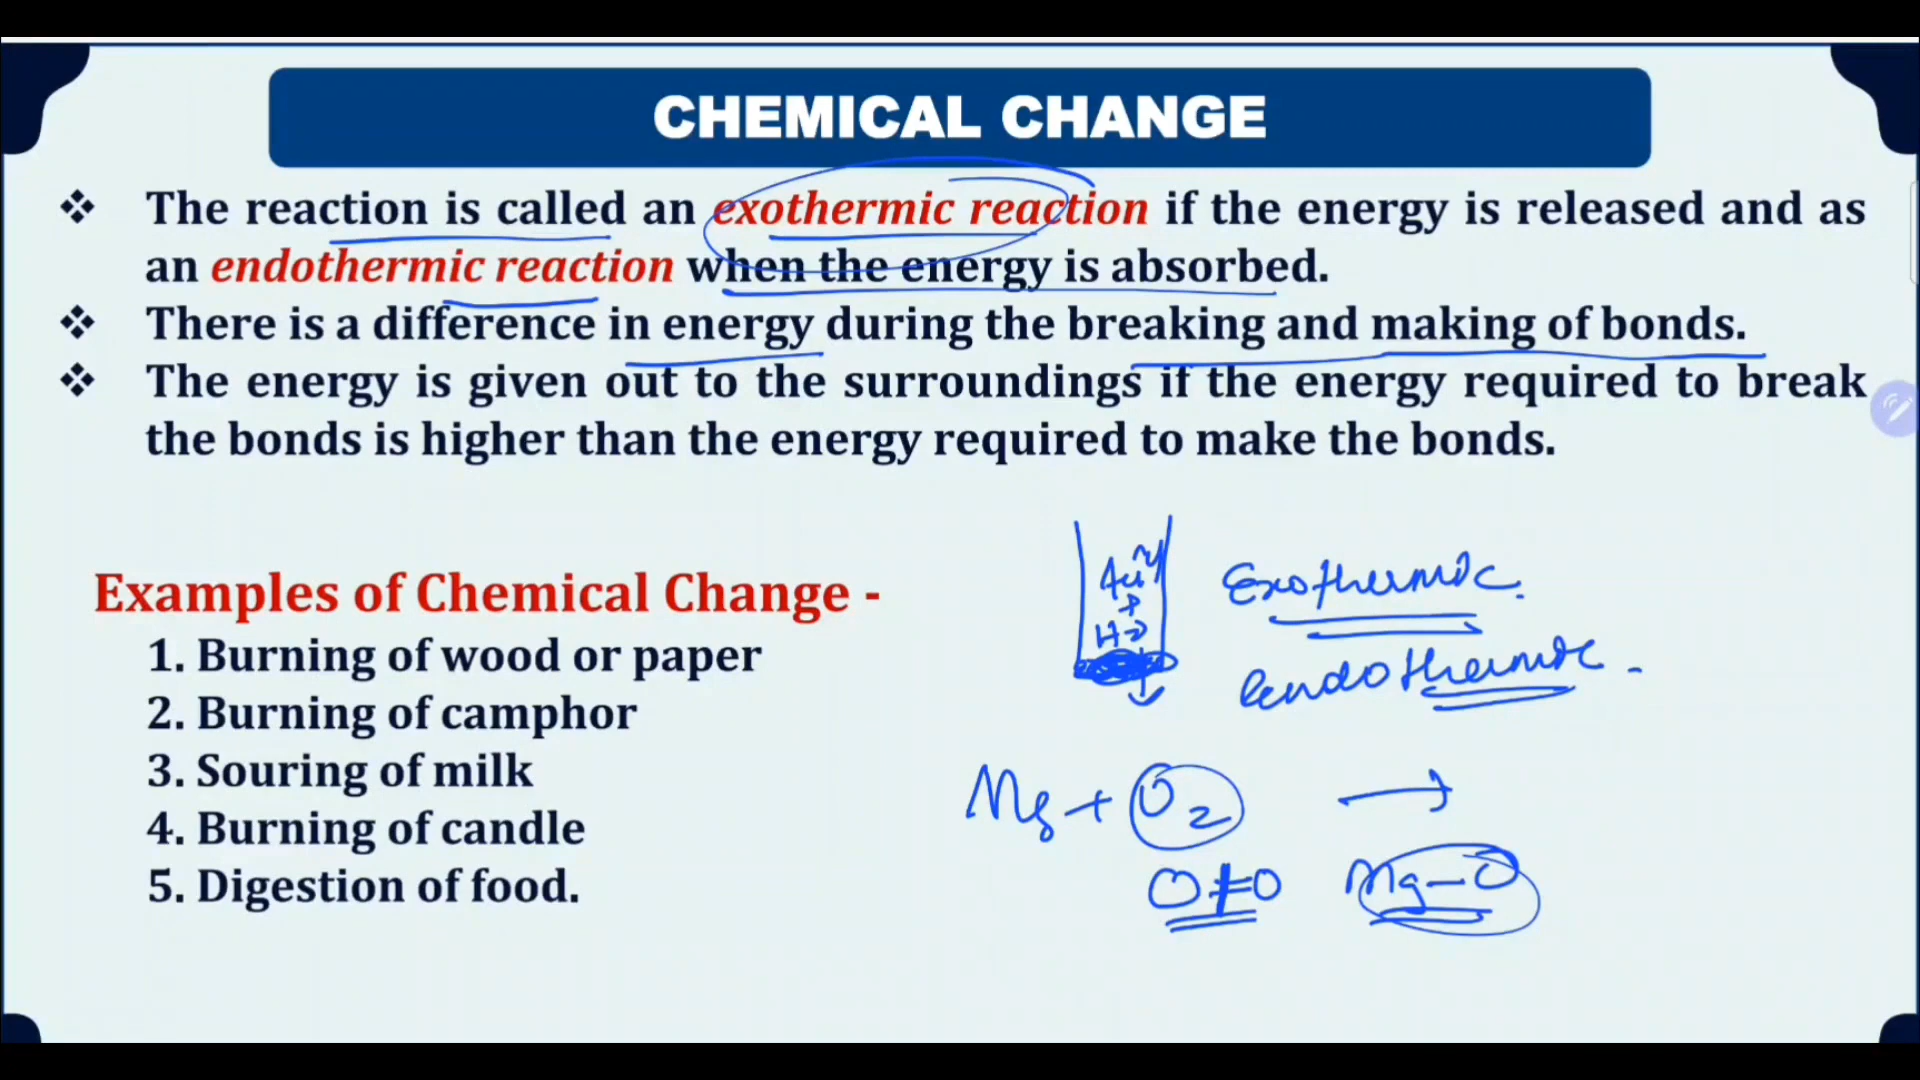 CHEMICAL CHANGE
❖ The reaction is called an exothermic reaction if the energy is released and as
an endothermic reaction when the energy is absorbed.
❖ There is a difference in energy during the breaking and making of bonds.
❖ The energy is given out to the surroundings if the energy required to break
the bonds is higher than the energy required to make the bonds.
Examples of Chemical Change -
1. Burning of wood or paper
2. Burning of camphor
3. Souring of milk
4. Burning of candle
5. Digestion of food.
Exothermic.
endothermic.
Mg + O2 →
O=O Mg-O